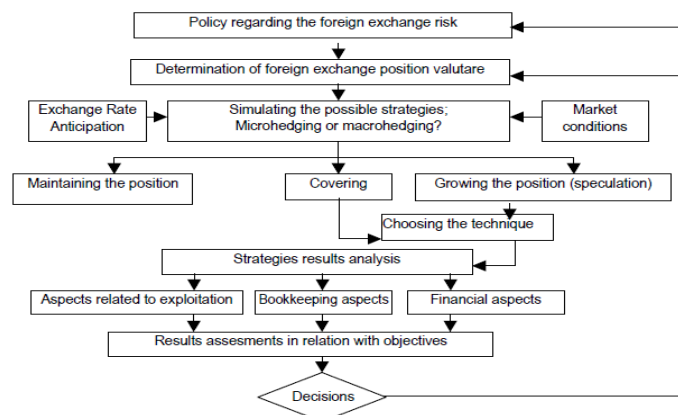 Policy regarding the foreign exchange risk
Determination of foreign exchange position valutare
Exchange Rate
Anticipation
Simulating the possible strategies;
Microhedging or macrohedging?
Market
conditions
Maintaining the position
Covering
Growing the position (speculation)
Choosing the technique
Strategies results analysis
Aspects related to exploitation
Bookkeeping aspects
Financial aspects
Results assesments in relation with objectives
Decisions